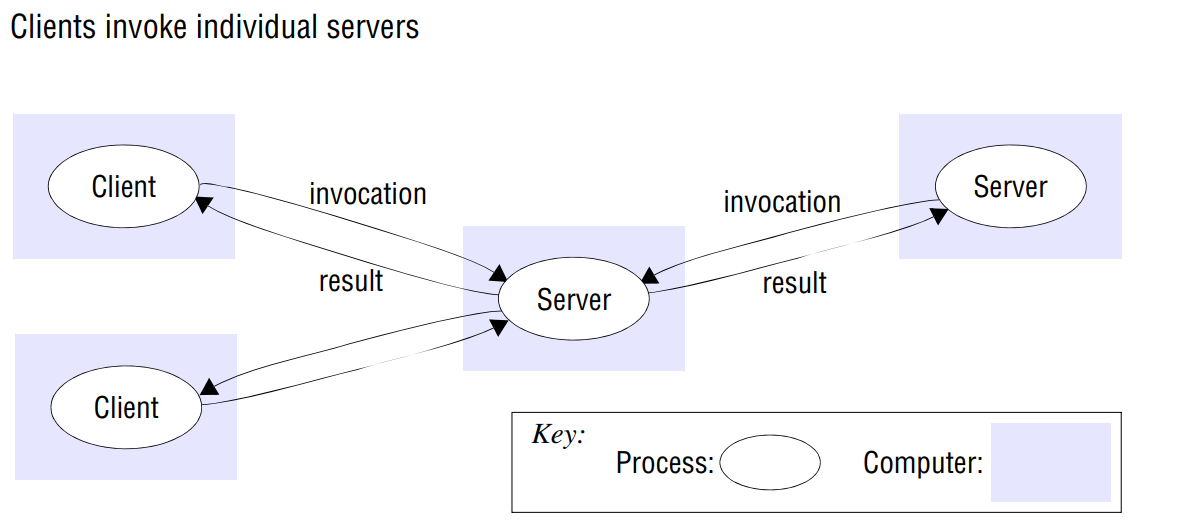 Clients invoke individual servers
Client
invocation
result
Server
invocation
result
Server
Client
Key:
Process:
Computer: